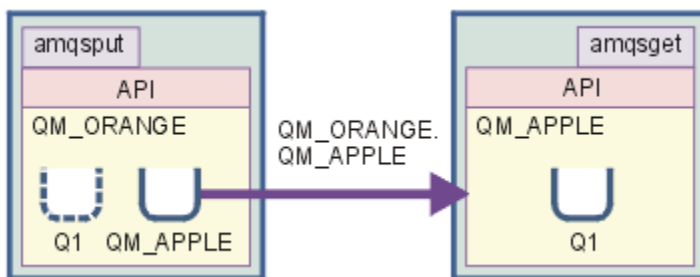 amqsput
API
QM_ORANGE
Q1
QM_APPLE
QM_ORANGE.
QM_APPLE
amqsget
API
QM_APPLE
Q1